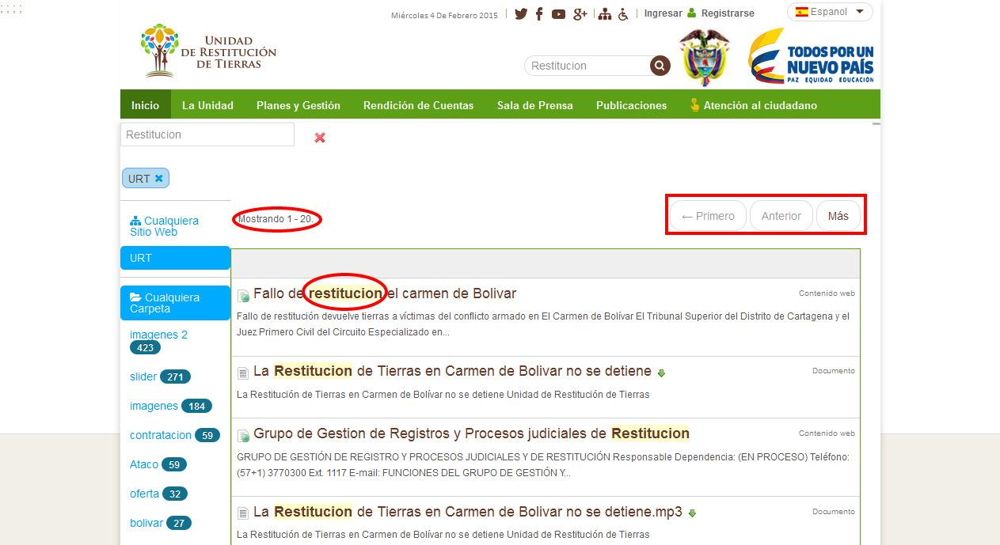 ; ; ; ;
Miércoles 4 De Febrero 2015
Ingresar
Registrarse
Espanol
UNIDAD
DE RESTITUCIÓN
DE TIERRAS
Restitucion
TODOS POR UN
NUEVO PAÍS
PAZ EQUIDAD EDUCACIÓN
Inicio
La Unidad
Planes y Gestión
Rendición de Cuentas
Sala de Prensa
Publicaciones
Atención al ciudadano
Restitucion
URT
Cualquiera
Sitio Web
URT
Cualquiera
Carpeta
imagenes 2
423
slider 271
imagenes 184
contratacion 59
Ataco 59
oferta 32
bolivar 27
Mostrando 1 - 20.
← Primero
Anterior
Más
Fallo de restitucion el carmen de Bolivar
Contenido web
Fallo de restitución devuelve tierras a víctimas del conflicto armado en El Carmen de Bolívar El Tribunal Superior del Distrito de Cartagena y el
Juez Primero Civil del Circuito Especializado en...
La Restitucion de Tierras en Carmen de Bolivar no se detiene
Documento
La Restitución de Tierras en Carmen de Bolívar no se detiene Unidad de Restitución de Tierras
Grupo de Gestion de Registros y Procesos judiciales de Restitucion
Contenido web
GRUPO DE GESTIÓN DE REGISTRO Y PROCESOS JUDICIALES Y DE RESTITUCIÓN Responsable Dependencia: (EN PROCESO) Teléfono:
(57+1) 3770300 Ext. 1117 E-mail: FUNCIONES DEL GRUPO DE GESTIÓN Y...
La Restitucion de Tierras en Carmen de Bolivar no se detiene.mp3
Documento
La Restitución de Tierras en Carmen de Bolívar no se detiene Unidad de Restitución de Tierras